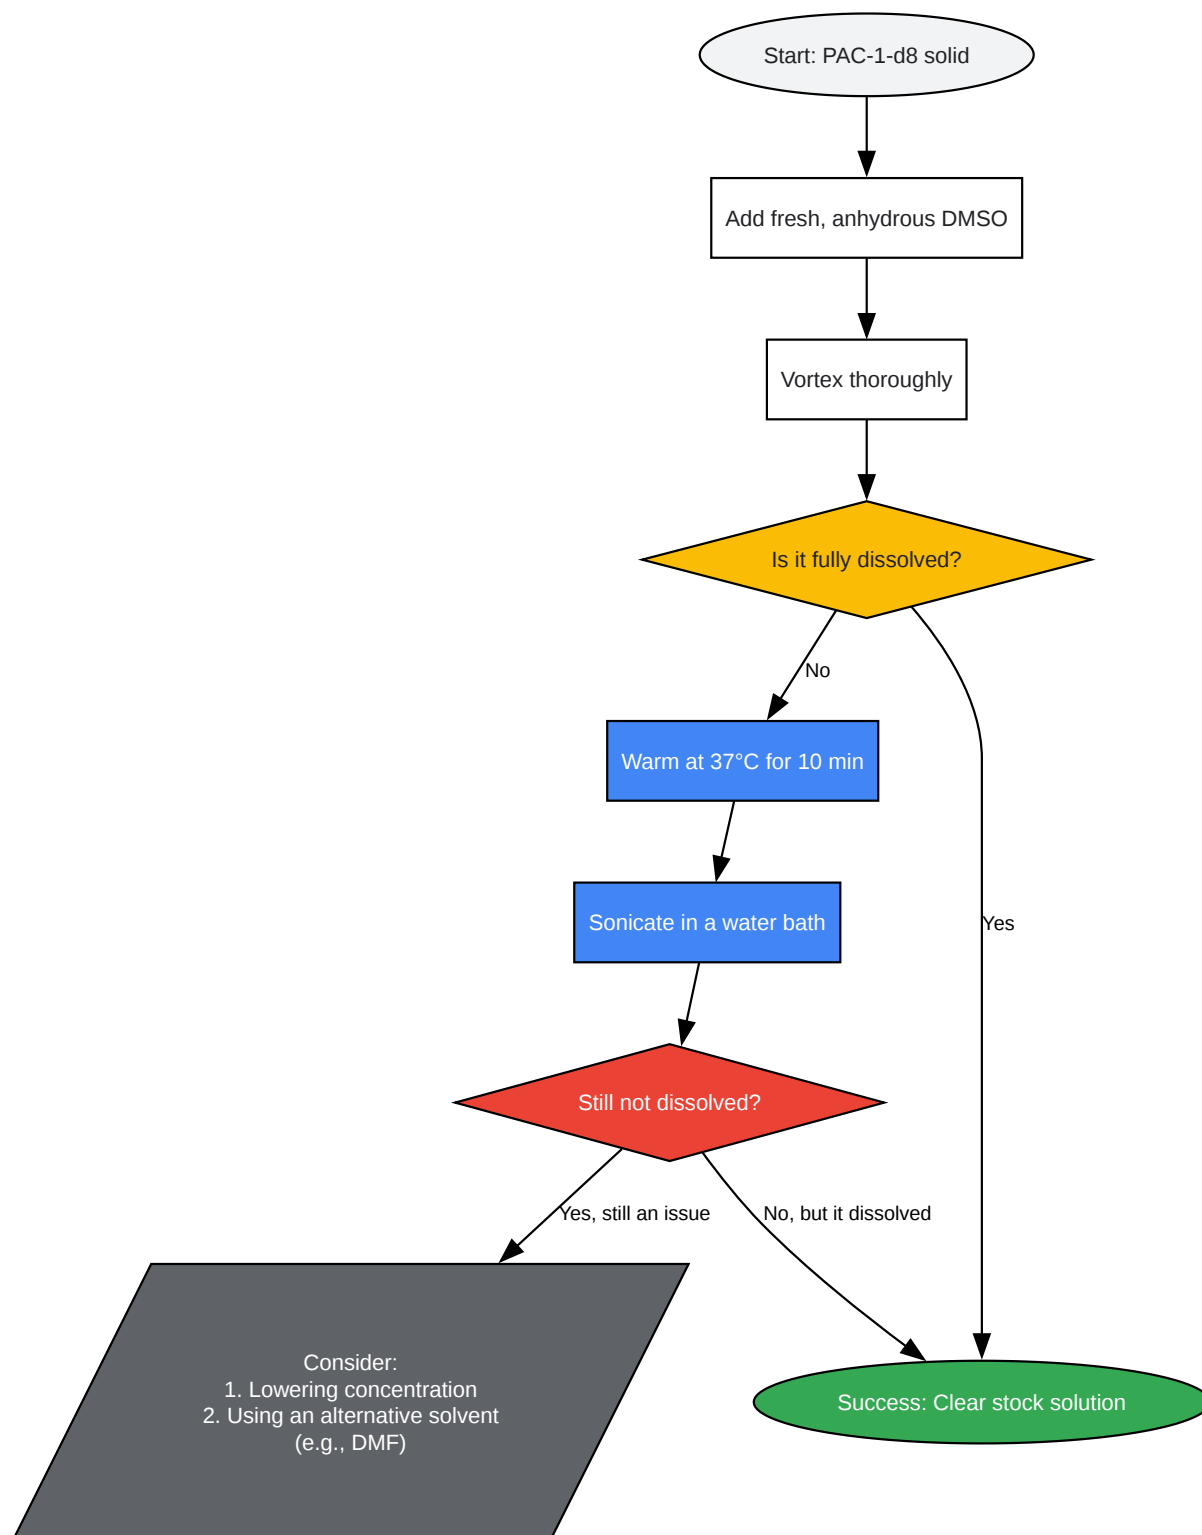 Start: PAC-1-d8 solid
Add fresh, anhydrous DMSO
Vortex thoroughly
Is it fully dissolved?
No
Warm at 37°C for 10 min
Sonicate in a water bath
Yes
Still not dissolved?
Yes, still an issue
No, but it dissolved
Consider:
1. Lowering concentration
2. Using an alternative solvent
(e.g., DMF)
Success: Clear stock solution